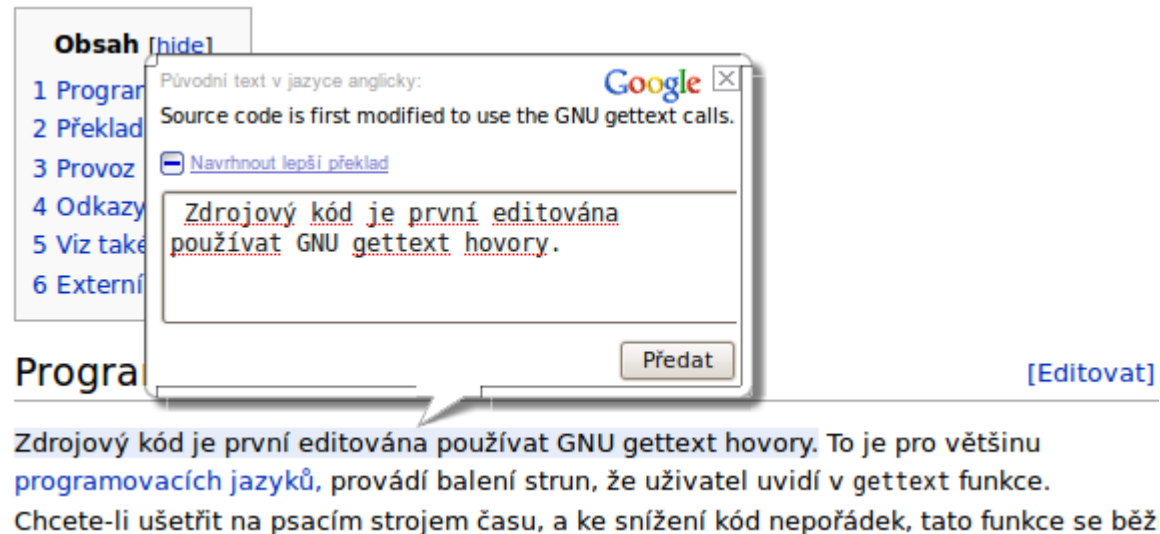 Obsah [hide]
1 Program
2 Překlad
3 Provoz
4 Odkazy
5 Viz také
6 Externí
Původní text v jazyce anglicky:
Google
Source code is first modified to use the GNU gettext calls.
Navrhnout lepší překlad
Zdrojový kód je první editována
používat GNU gettext hovory.
Předat
Progra
[Editovat]
Zdrojový kód je první editována používat GNU gettext hovory. To je pro většinu
programovacích jazyků, provádí balení strun, že uživatel uvidí v gettext funkce.
Chcete-li ušetřit na psacím strojem času, a ke snížení kód nepořádek, tato funkce se běž